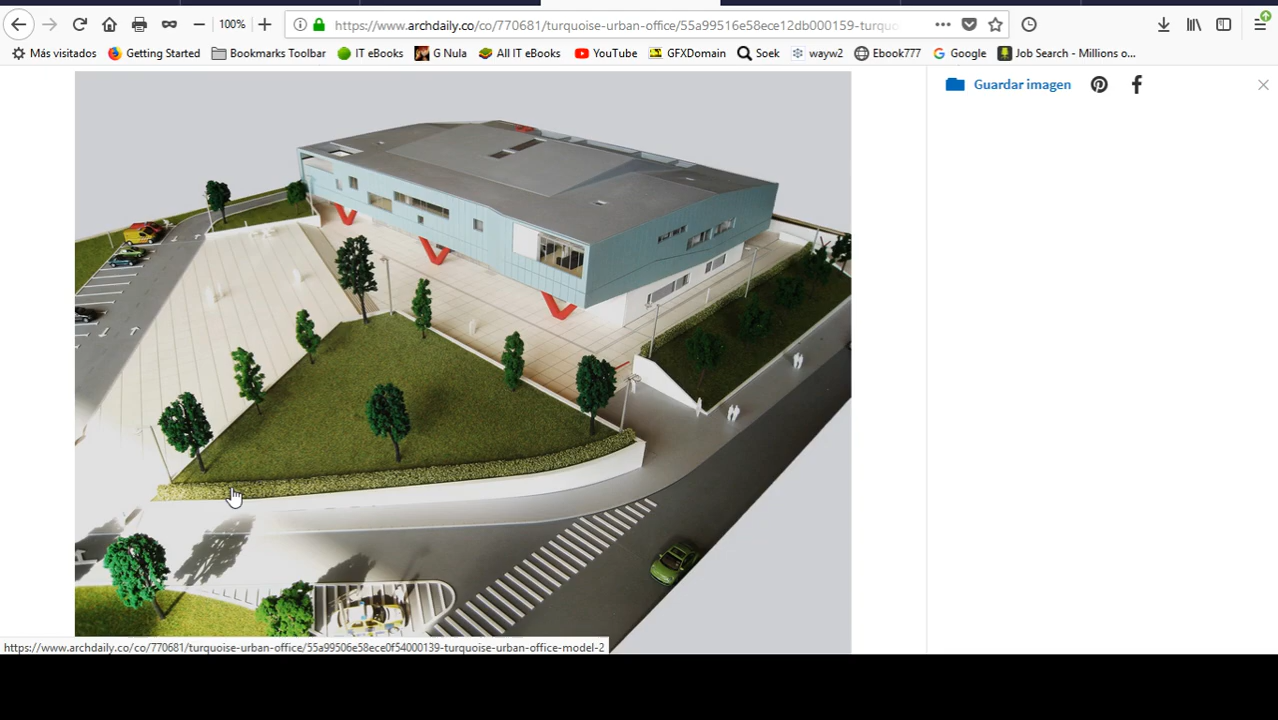 100%
https://www.archdaily.co/co/770681/turquoise-urban-office/55a99516e58ece12db000159-turquo
Más visitados
Getting Started
Bookmarks Toolbar
IT eBooks
G Nula
All IT eBooks
YouTube
GFXDomain
Soek
wayw2
Ebook777
Google
Job Search - Millions o...
Guardar imagen
https://www.archdaily.co/co/770681/turquoise-urban-office/55a99506e58ece0f54000139-turquoise-urban-office-model-2